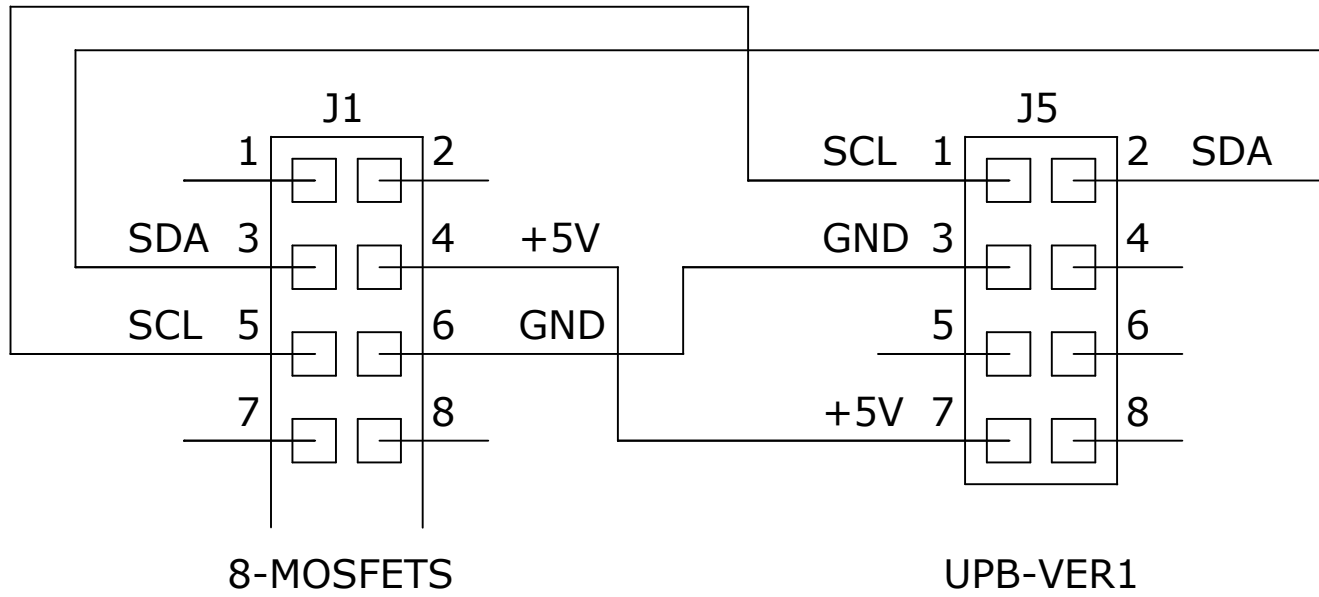 J1 J5
1 2 SCL 1 2 SDA
SDA 3 4 +5V GND 3 4
SCL 5 6 GND 5 6
7 8 +5V 7 8
8-MOSFETS UPB-VER1